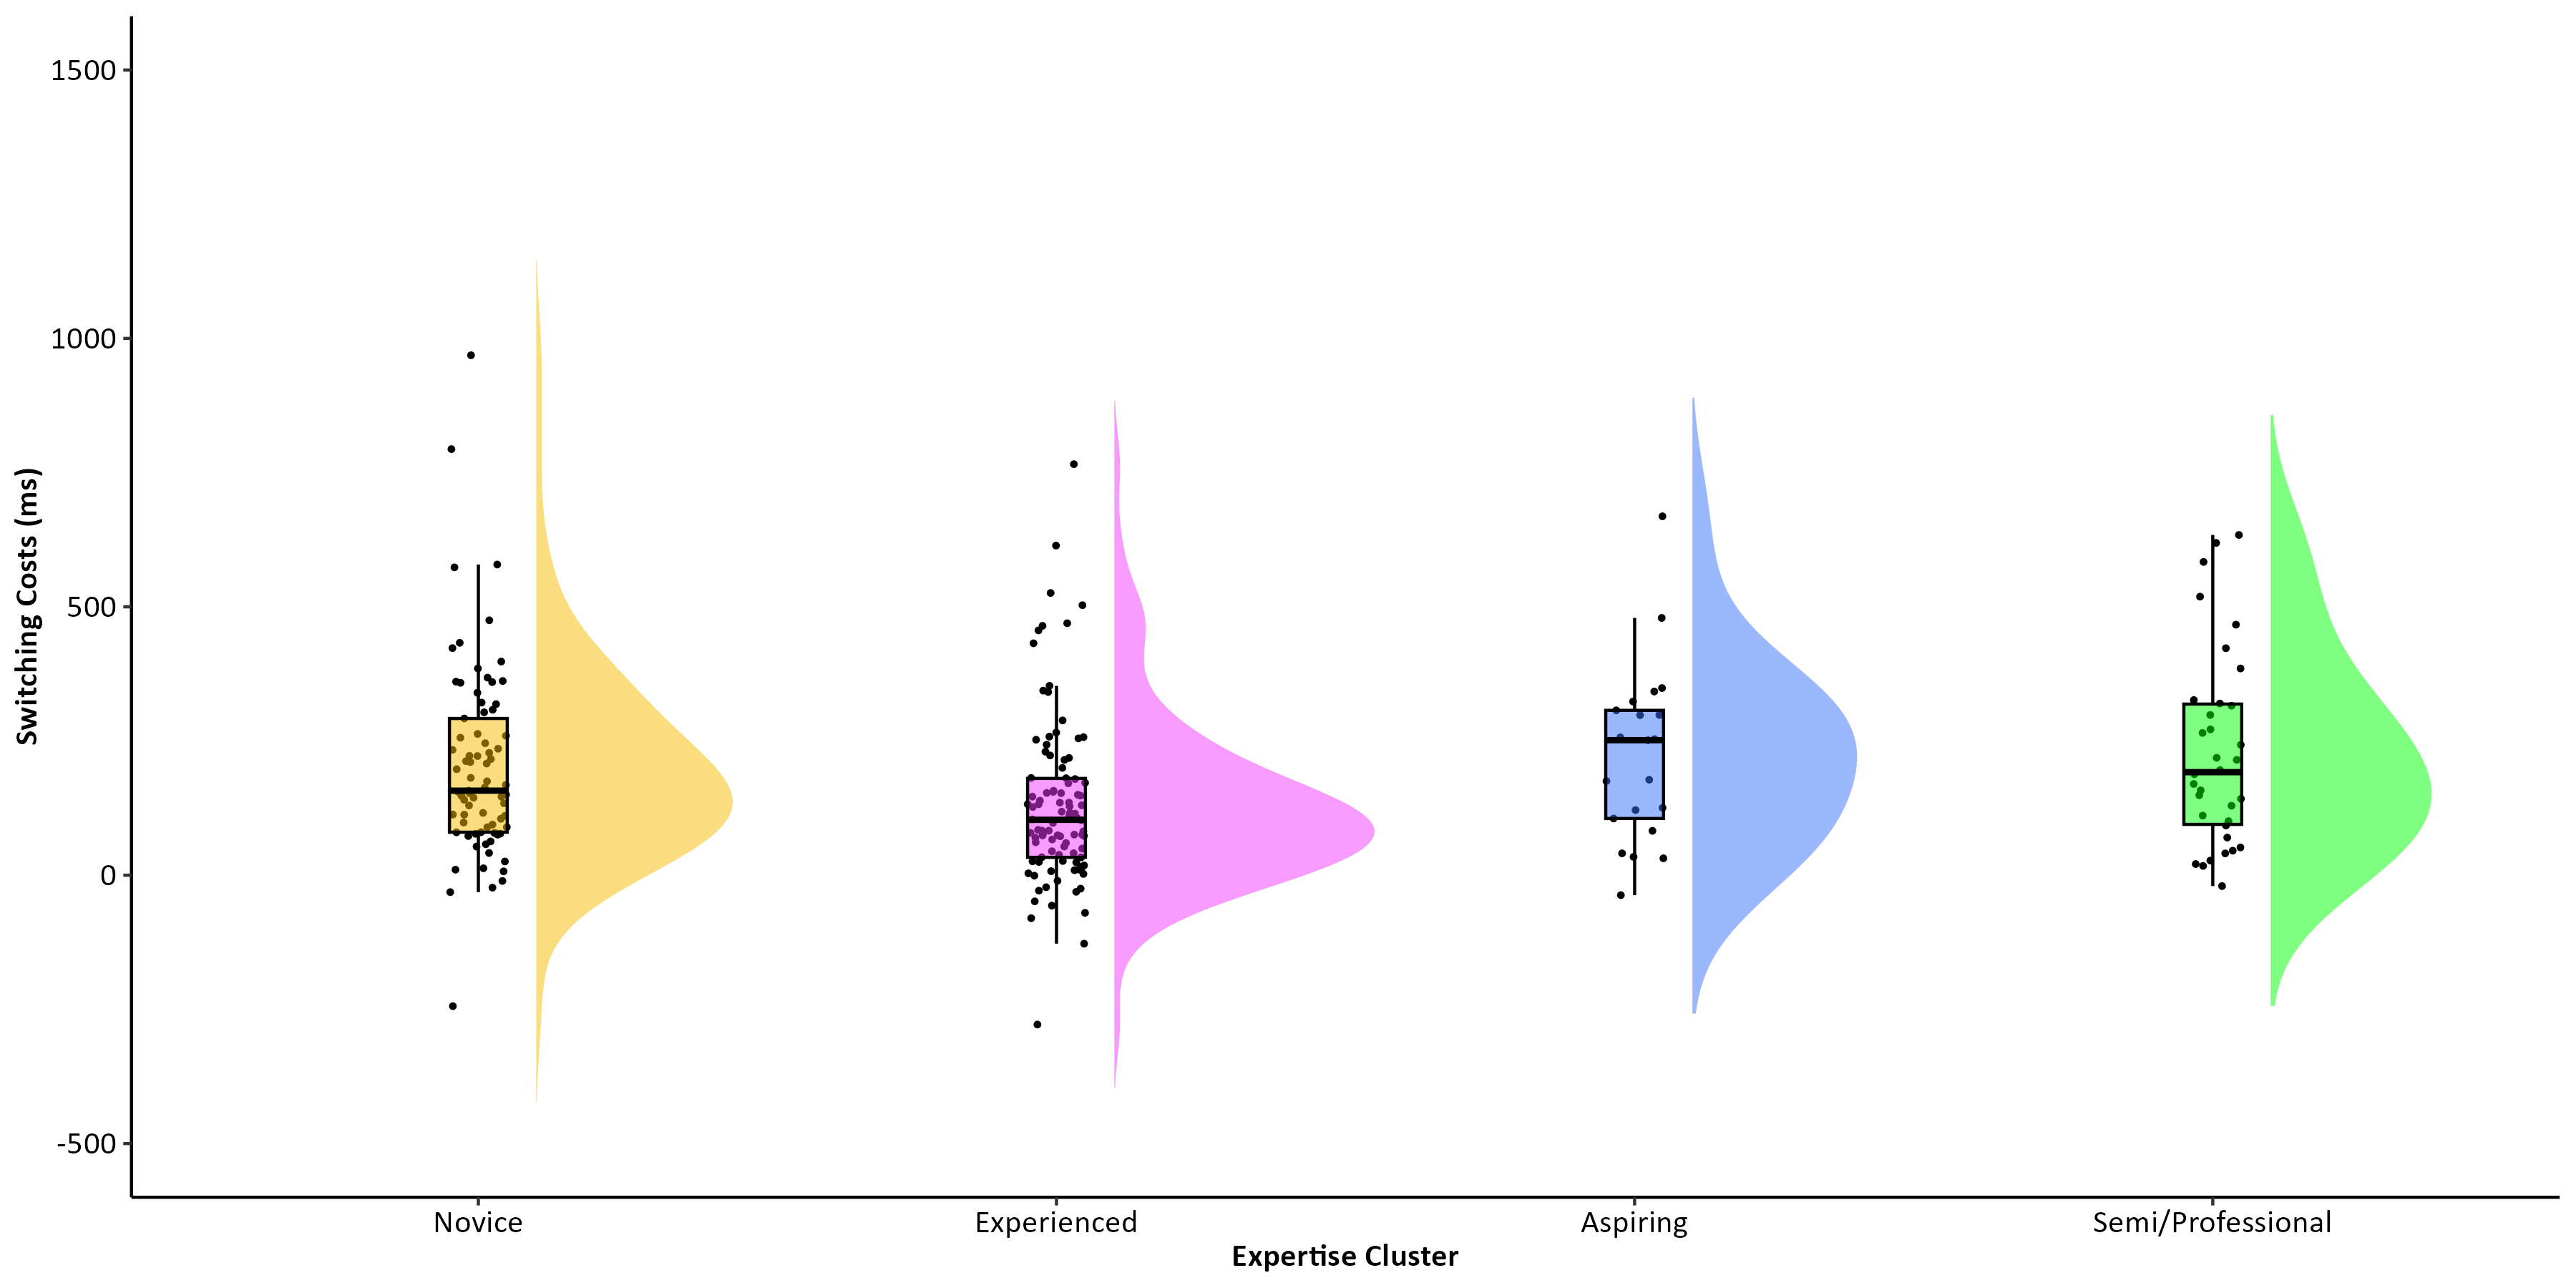 1500
1000
500
0
-500
Switching Costs (ms)
Novice
Experienced
Aspiring
Semi/Professional
Expertise Cluster